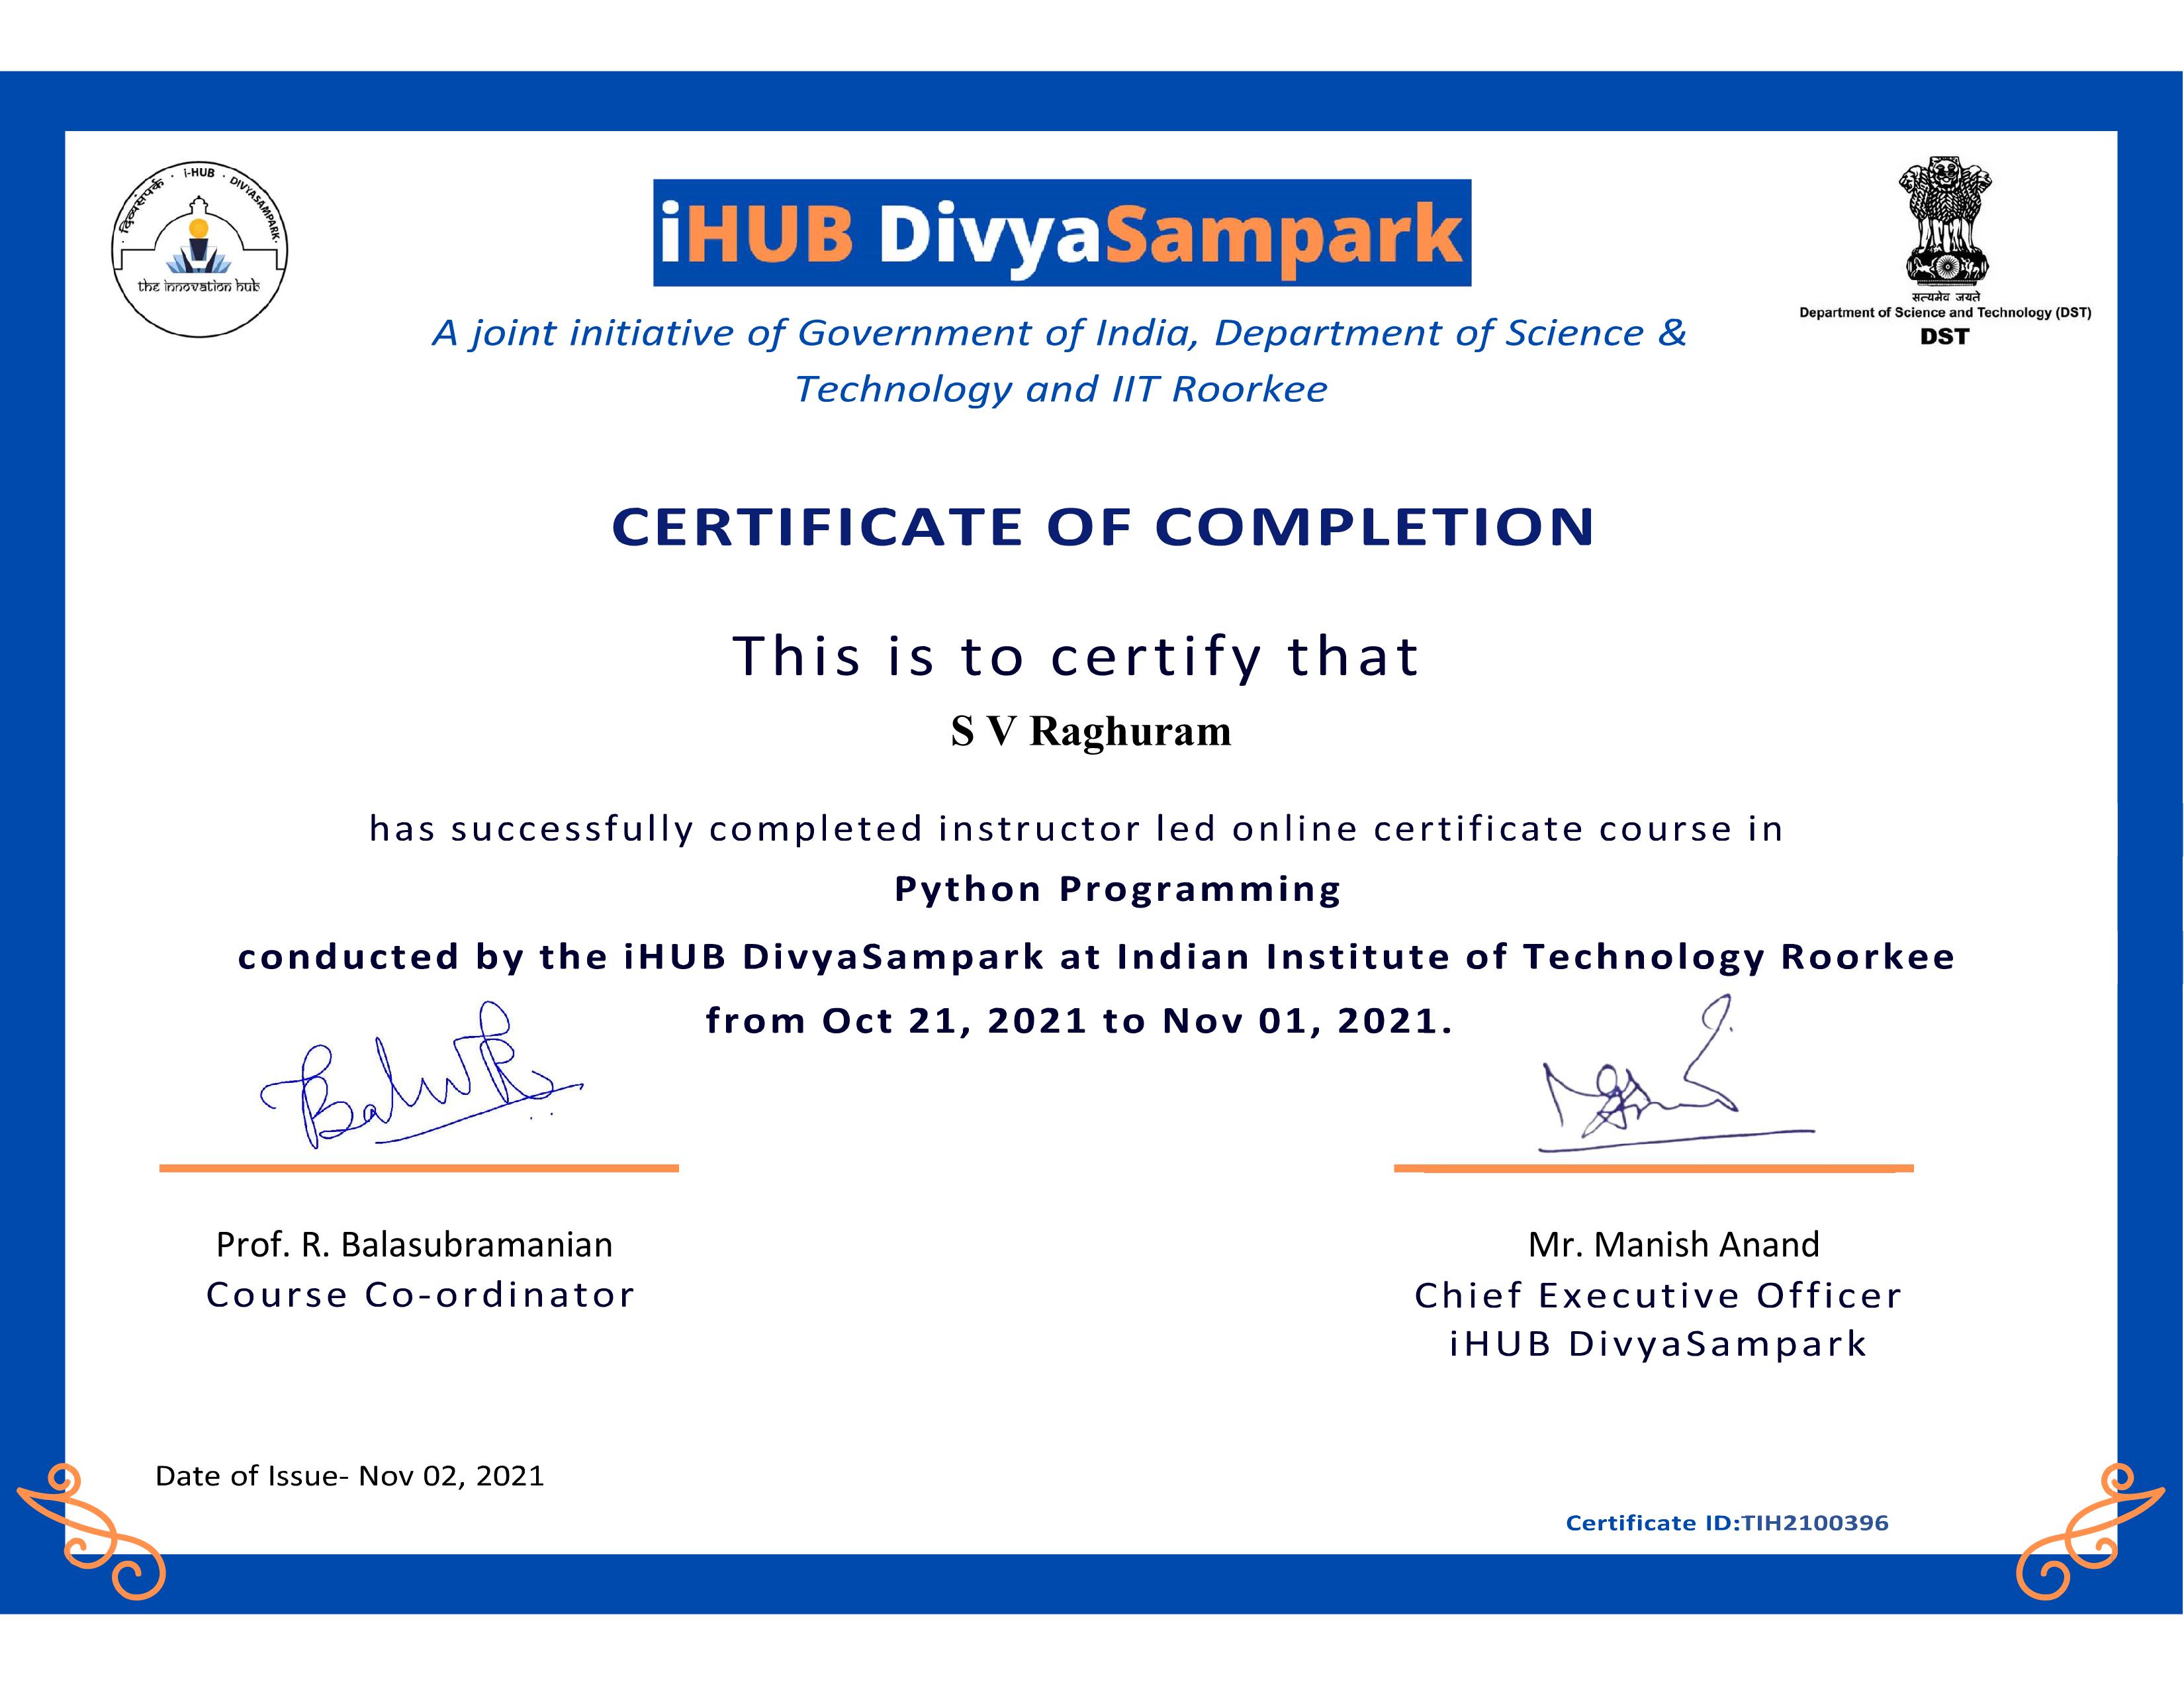 दिव्यसंपर्क · i-HUB · DIVYASAMPARK·
the innovation hub
iHUB DivyaSampark
सत्यमेव जयते
Department of Science and Technology (DST)
DST
A joint initiative of Government of India, Department of Science &
Technology and IIT Roorkee
CERTIFICATE OF COMPLETION
This is to certify that
S V Raghuram
has successfully completed instructor led online certificate course in
Python Programming
conducted by the iHUB DivyaSampark at Indian Institute of Technology Roorkee
from Oct 21, 2021 to Nov 01, 2021.
Prof. R. Balasubramanian
Course Co-ordinator
Mr. Manish Anand
Chief Executive Officer
iHUB DivyaSampark
Date of Issue- Nov 02, 2021
Certificate ID:TIH2100396